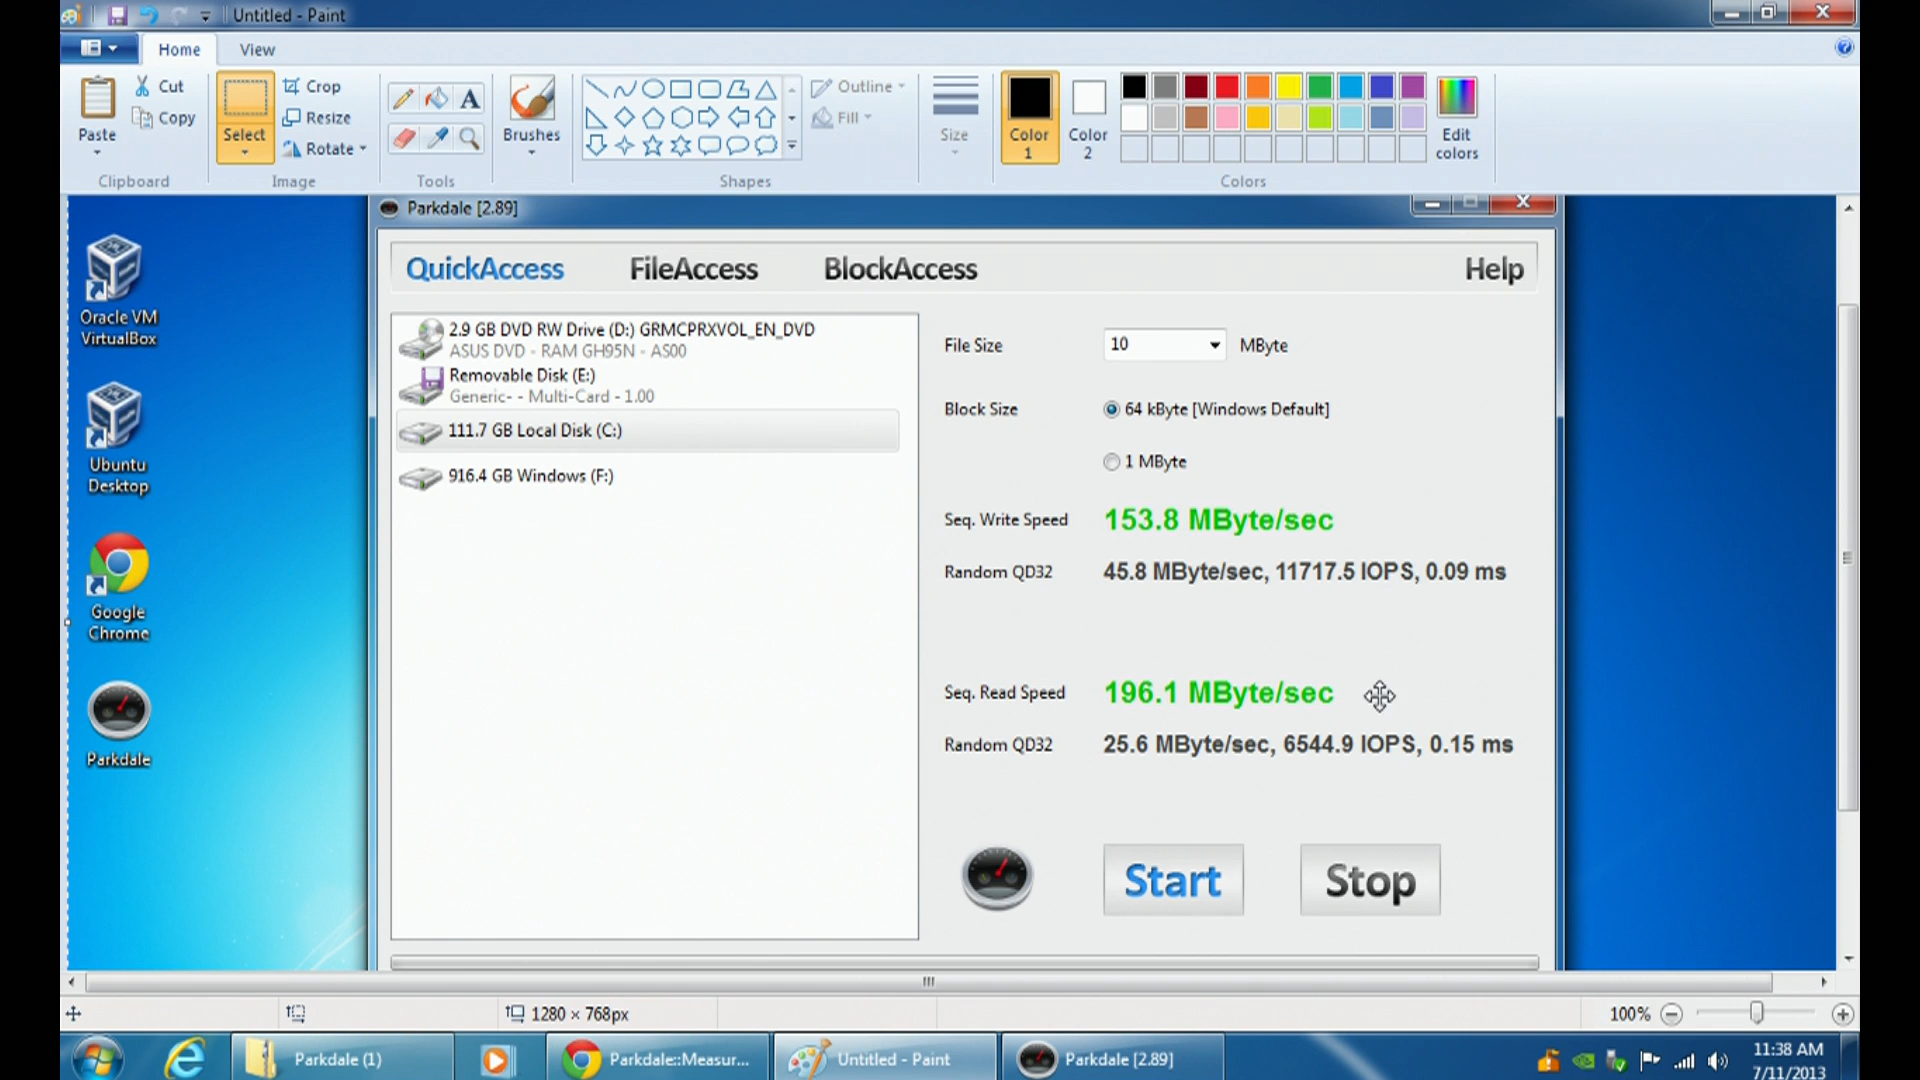 Untitled - Paint
Home
View
Paste
Cut
Copy
Clipboard
Select
Crop
Resize
Rotate
Image
A
Tools
Brushes
Shapes
Outline
Fill
Size
Color
1
Color
2
Edit
colors
Colors
Parkdale [2.89]
QuickAccess
FileAccess
BlockAccess
Help
Oracle VM
VirtualBox
Ubuntu
Desktop
Google
Chrome
Parkdale
2.9 GB DVD RW Drive (D:) GRMCPRXVOL_EN_DVD
ASUS DVD - RAM GH95N - AS00
Removable Disk (E:)
Generic- - Multi-Card - 1.00
111.7 GB Local Disk (C:)
916.4 GB Windows (F:)
File Size
10
MByte
Block Size
64 kByte [Windows Default]
1 MByte
Seq. Write Speed
153.8 MByte/sec
Random QD32
45.8 MByte/sec, 11717.5 IOPS, 0.09 ms
Seq. Read Speed
196.1 MByte/sec
Random QD32
25.6 MByte/sec, 6544.9 IOPS, 0.15 ms
Start
Stop
1280 × 768px
100%
Parkdale (1)
Parkdale::Measur...
Untitled - Paint
Parkdale [2.89]
11:38 AM
7/11/2013